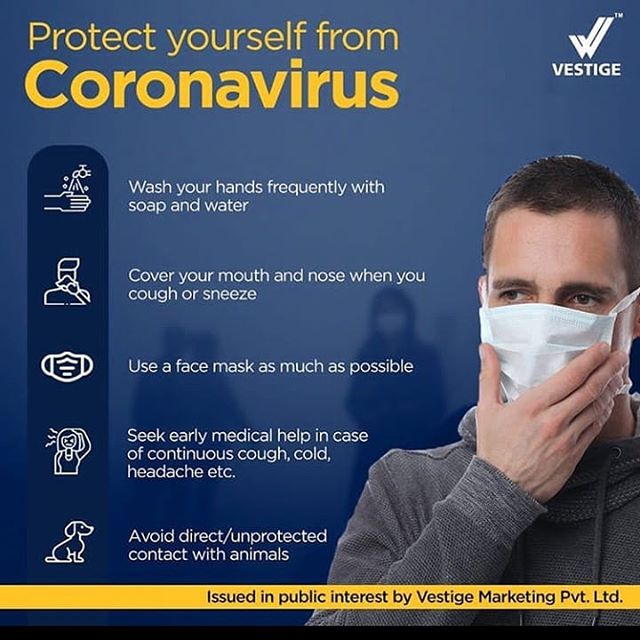 Protect yourself from
Coronavirus
TM
VESTIGE
Wash your hands frequently with
soap and water
Cover your mouth and nose when you
cough or sneeze
Use a face mask as much as possible
Seek early medical help in case
of continuous cough, cold,
headache etc.
Avoid direct/unprotected
contact with animals
Issued in public interest by Vestige Marketing Pvt. Ltd.